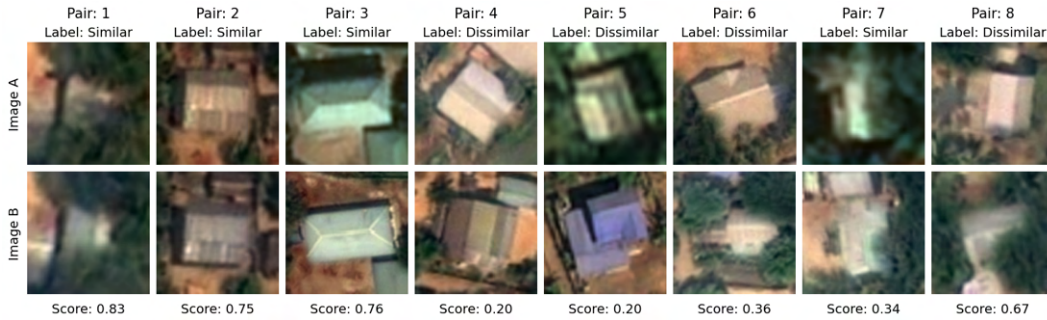 Pair: 1 Pair: 2 Pair: 3 Pair: 4 Pair: 5 Pair: 6 Pair: 7 Pair: 8
Label: Similar Label: Similar Label: Similar Label: Dissimilar Label: Dissimilar Label: Dissimilar Label: Similar Label: Dissimilar
Image A
Image B
Score: 0.83 Score: 0.75 Score: 0.76 Score: 0.20 Score: 0.20 Score: 0.36 Score: 0.34 Score: 0.67